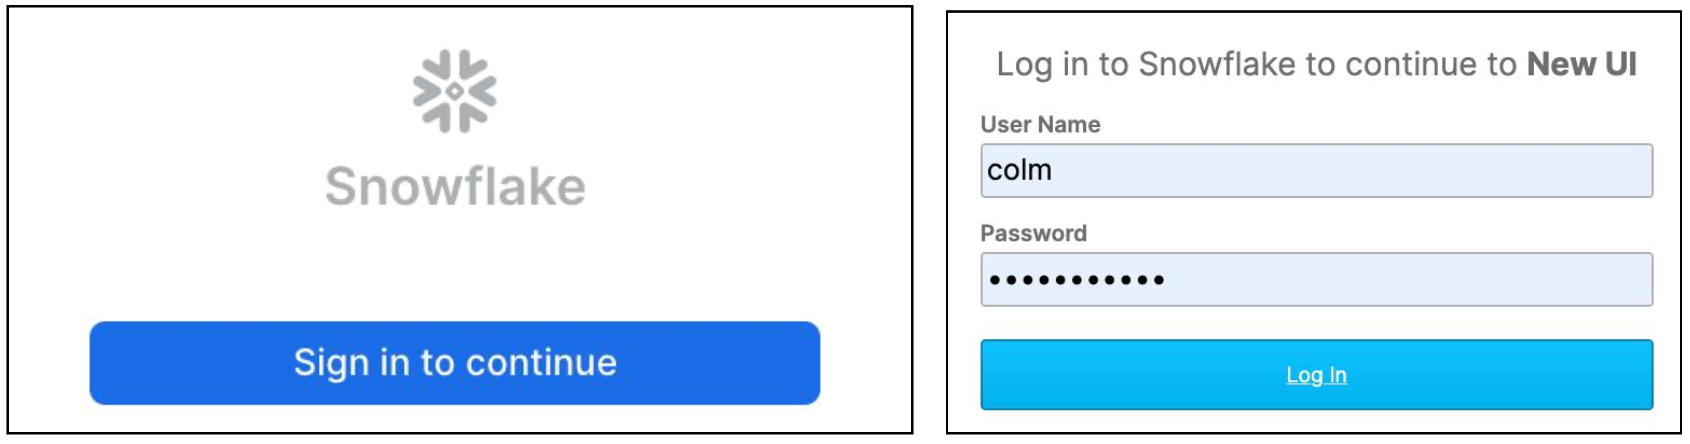 Snowflake
Sign in to continue
Log in to Snowflake to continue to New UI
User Name
colm
Password
•••••••••••
Log In